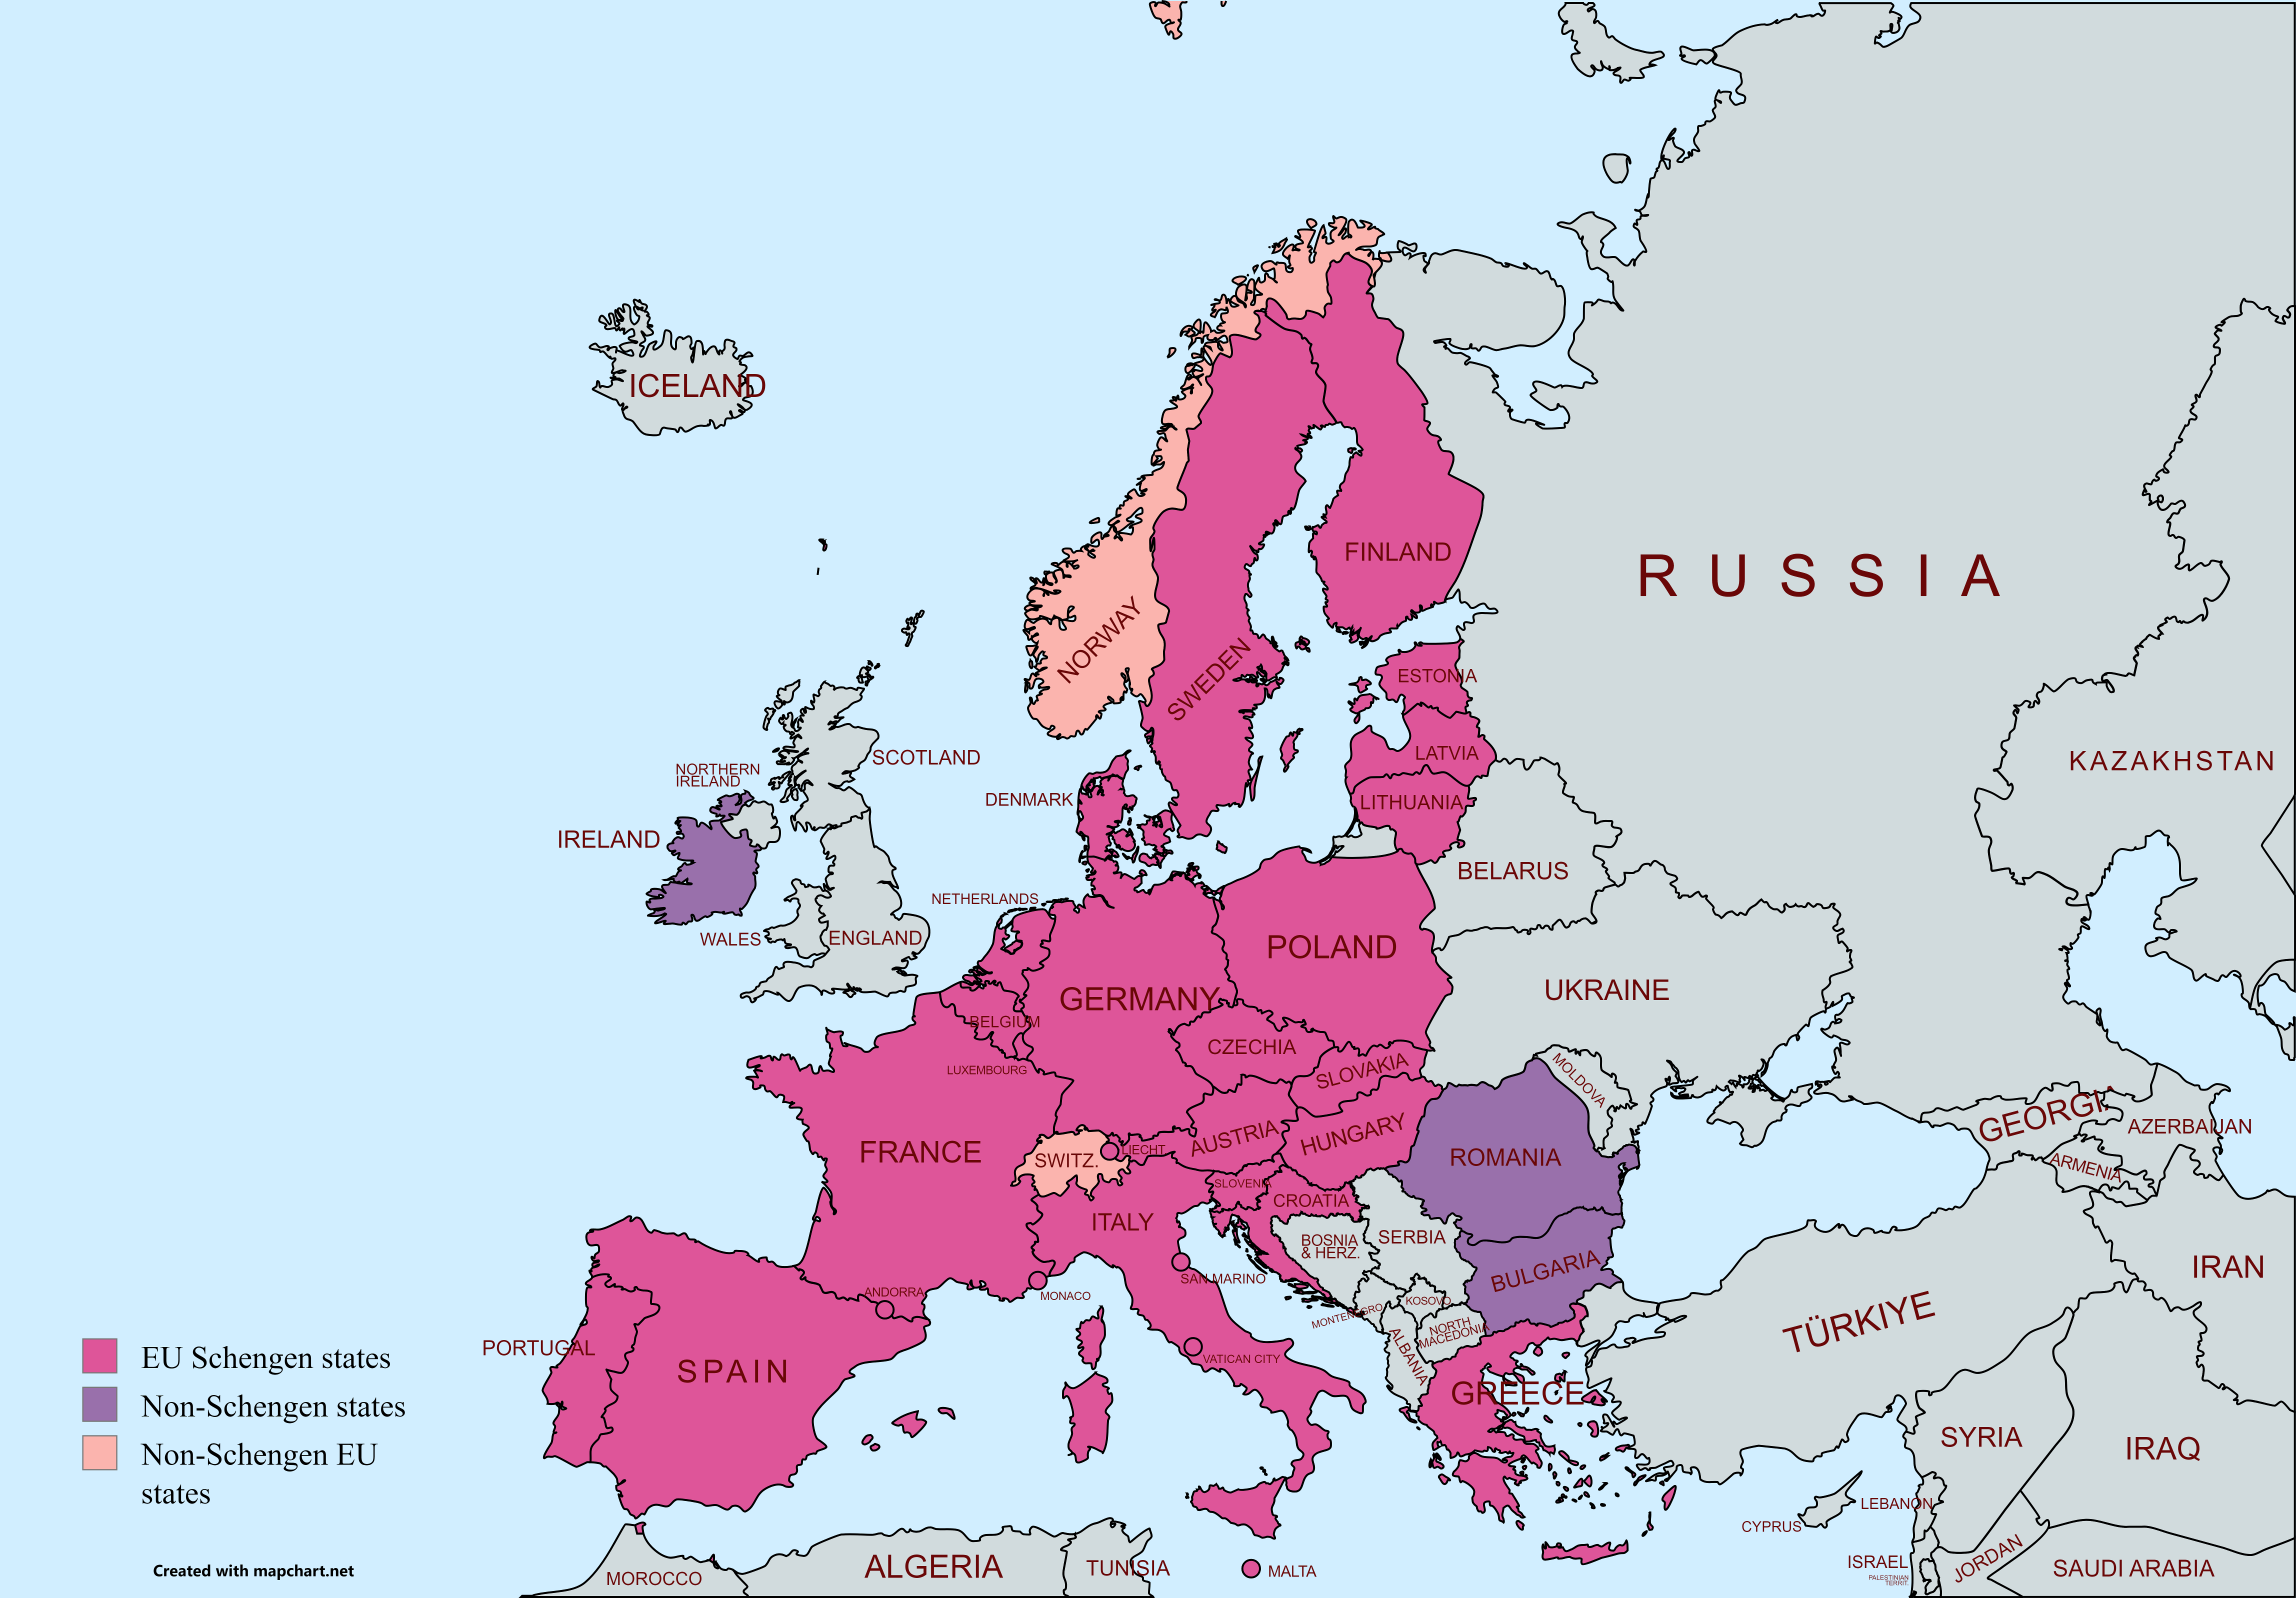 ICELAND
RUSSIA
FINLAND
NORWAY
SWEDEN
ESTONIA
LATVIA
LITHUANIA
SCOTLAND
NORTHERN
IRELAND
DENMARK
IRELAND
KAZAKHSTAN
BELARUS
NETHERLANDS
WALES
ENGLAND
POLAND
GERMANY
UKRAINE
BELGIUM
CZECHIA
LUXEMBOURG
SLOVAKIA
MOLDOVA
FRANCE
SWITZ.
LIECHT.
AUSTRIA
HUNGARY
ROMANIA
GEORGIA
AZERBAIJAN
ARMENIA
SLOVENIA
CROATIA
ITALY
BOSNIA
& HERZ.
SERBIA
BULGARIA
IRAN
SAN MARINO
ANDORRA
MONACO
MONTENEGRO
KOSOVO
NORTH
MACEDONIA
ALBANIA
TÜRKIYE
PORTUGAL
SPAIN
VATICAN CITY
GREECE
SYRIA
IRAQ
LEBANON
CYPRUS
ISRAEL
PALESTINIAN
TERRIT.
JORDAN
SAUDI ARABIA
MOROCCO
ALGERIA
TUNISIA
MALTA
EU Schengen states
Non-Schengen states
Non-Schengen EU
states
Created with mapchart.net